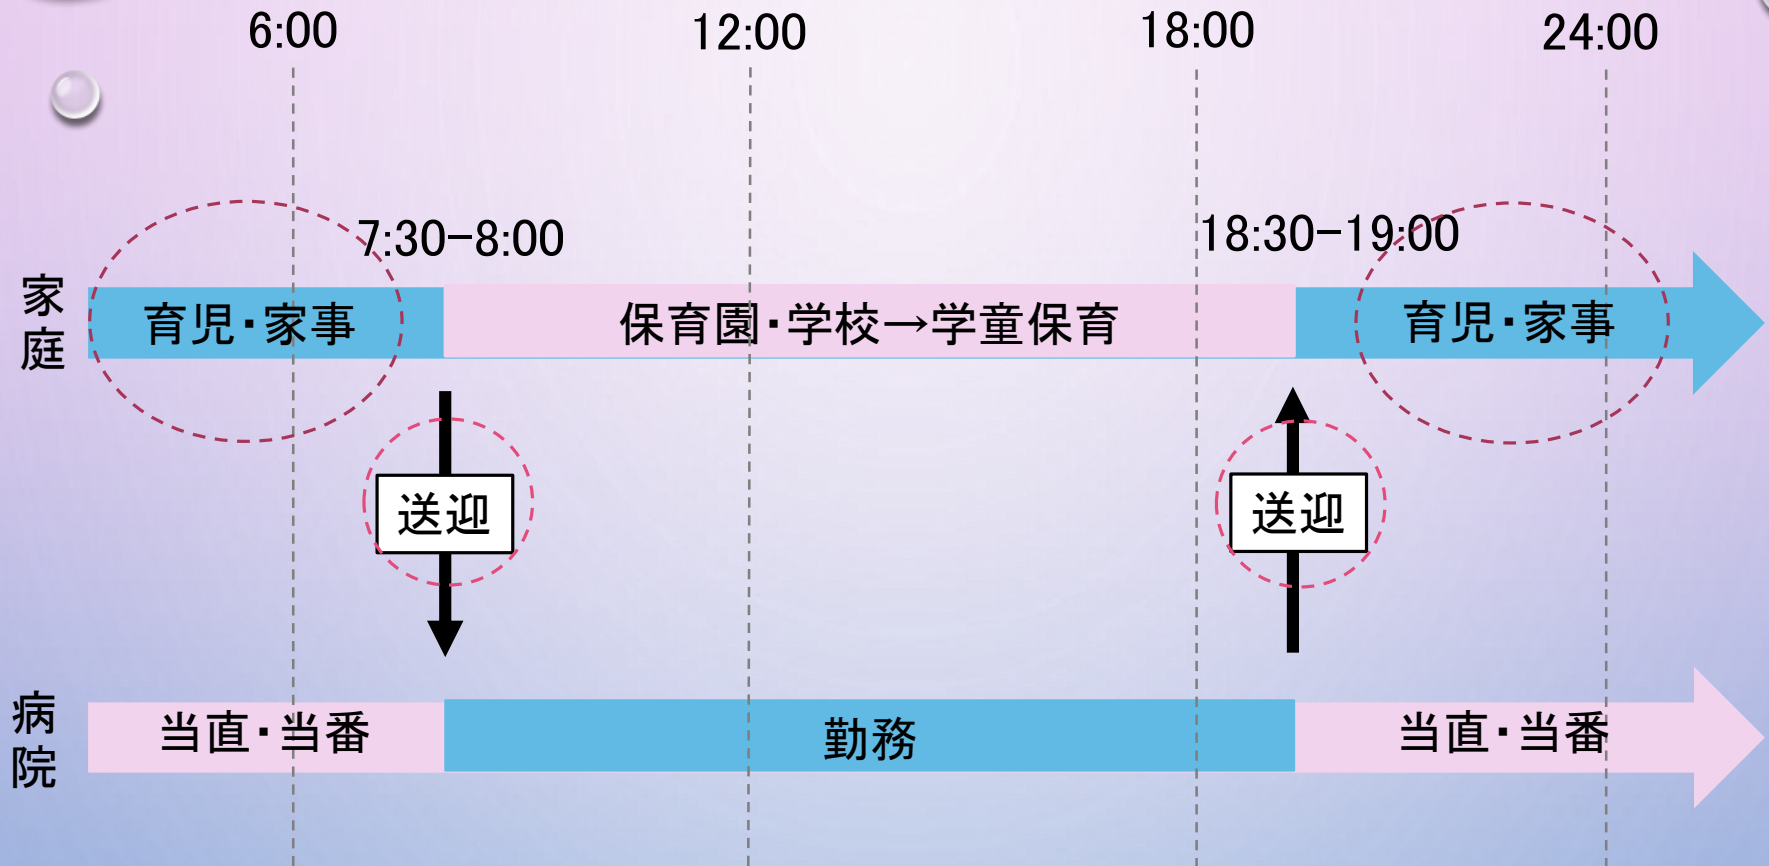 6:00
12:00
18:00
24:00
7:30-8:00
18:30-19:00
家庭
育児・家事
保育園・学校→学童保育
育児・家事
送迎
送迎
病院
当直・当番
勤務
当直・当番